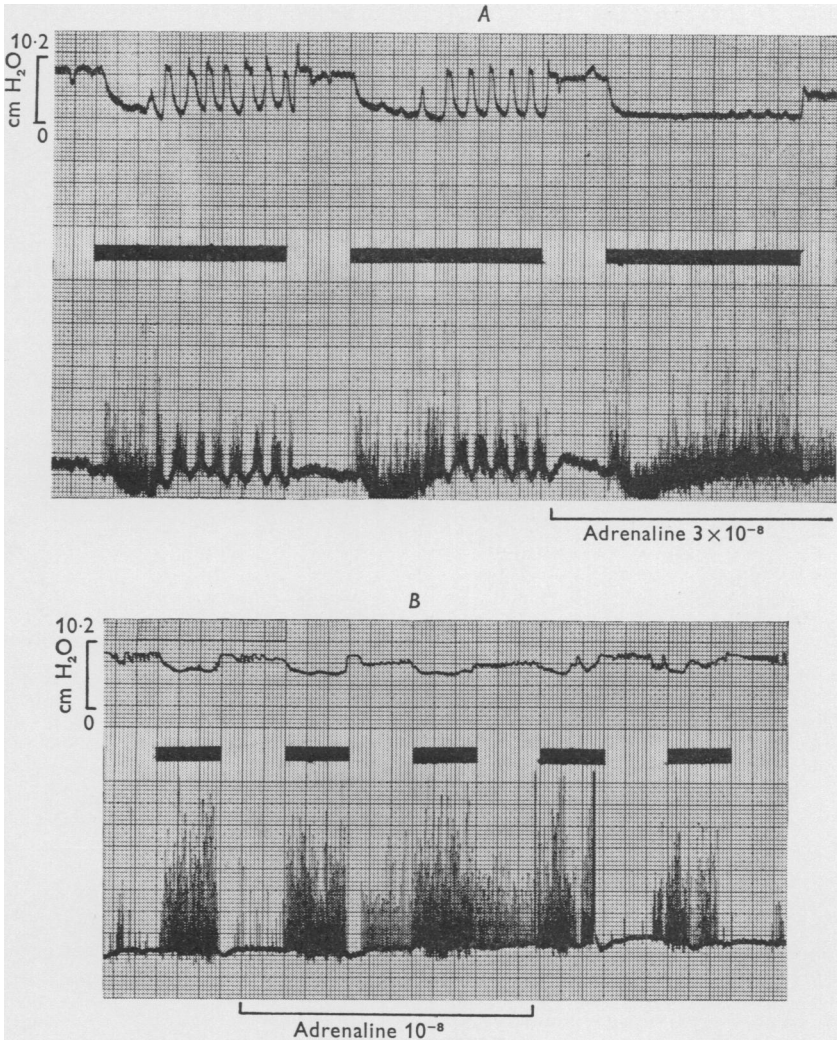 A
10·2
cm H₂O
0
Adrenaline 3 × 10⁻⁸
B
10·2
cm H₂O
0
Adrenaline 10⁻⁸